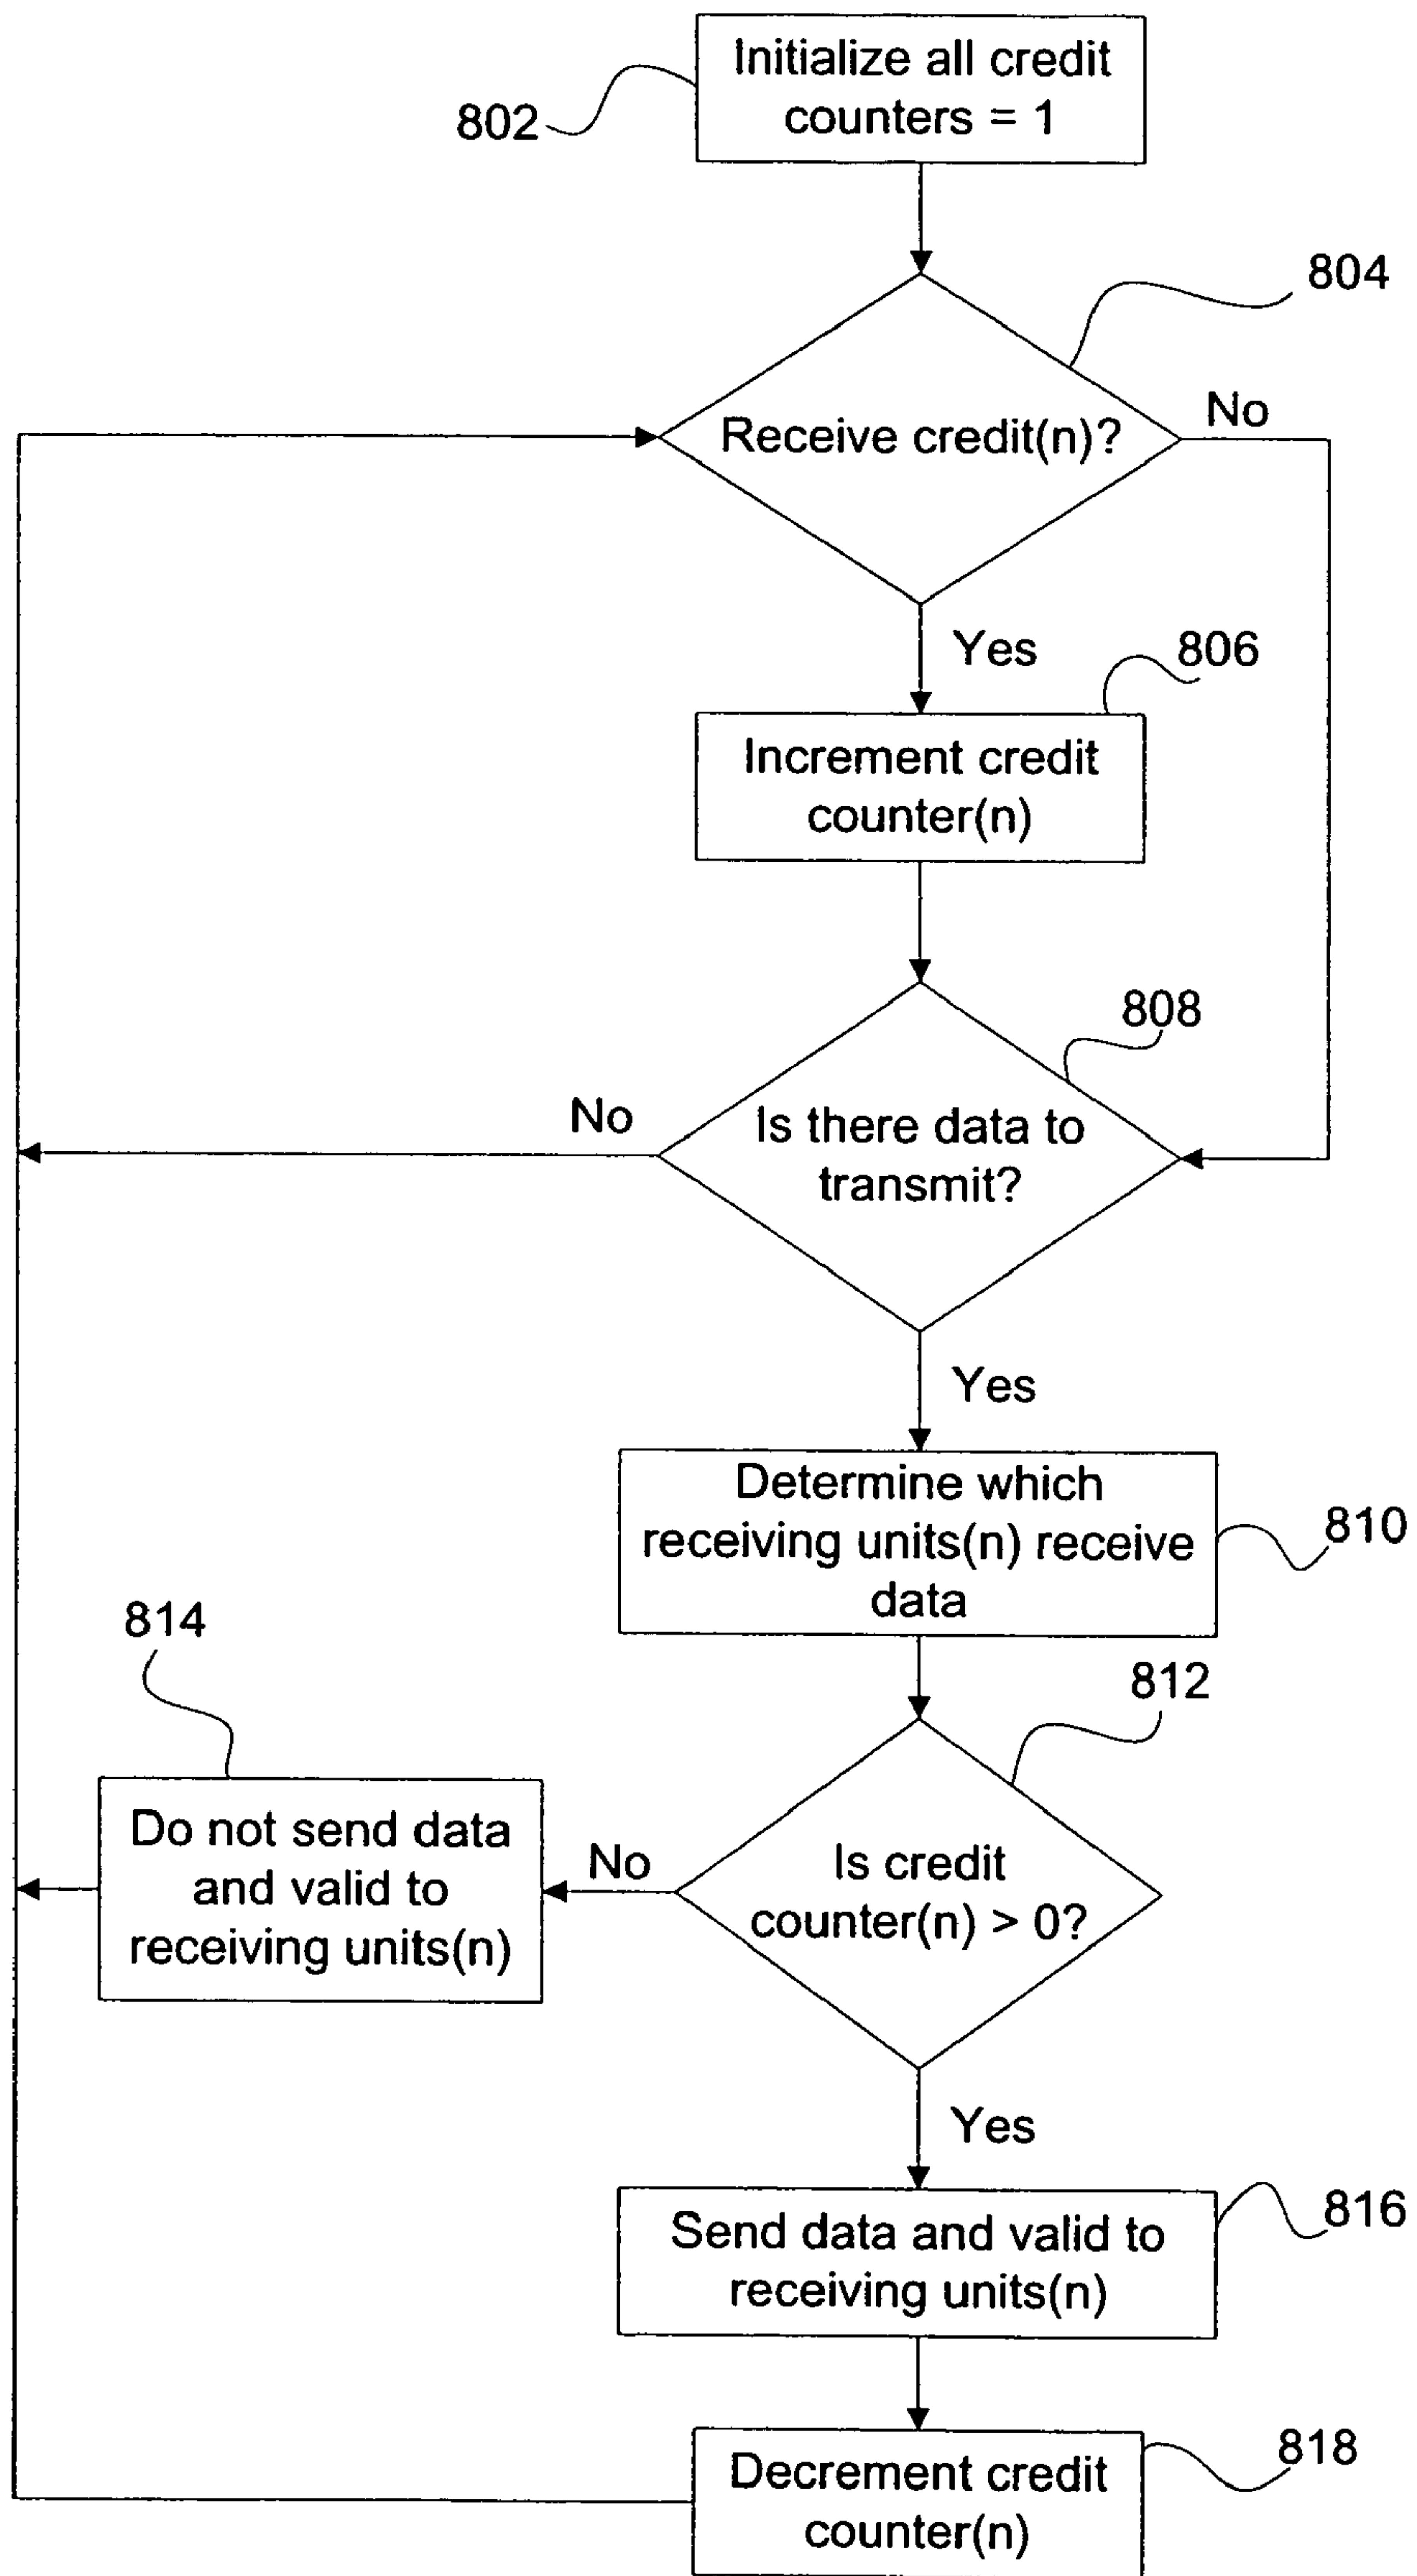 Initialize all credit
counters = 1
802
804
Receive credit(n)?
No
Yes
806
Increment credit
counter(n)
808
Is there data to
transmit?
No
Yes
Determine which
receiving units(n) receive
data
810
812
814
Is credit
counter(n) > 0?
No
Do not send data
and valid to
receiving units(n)
Yes
816
Send data and valid to
receiving units(n)
818
Decrement credit
counter(n)